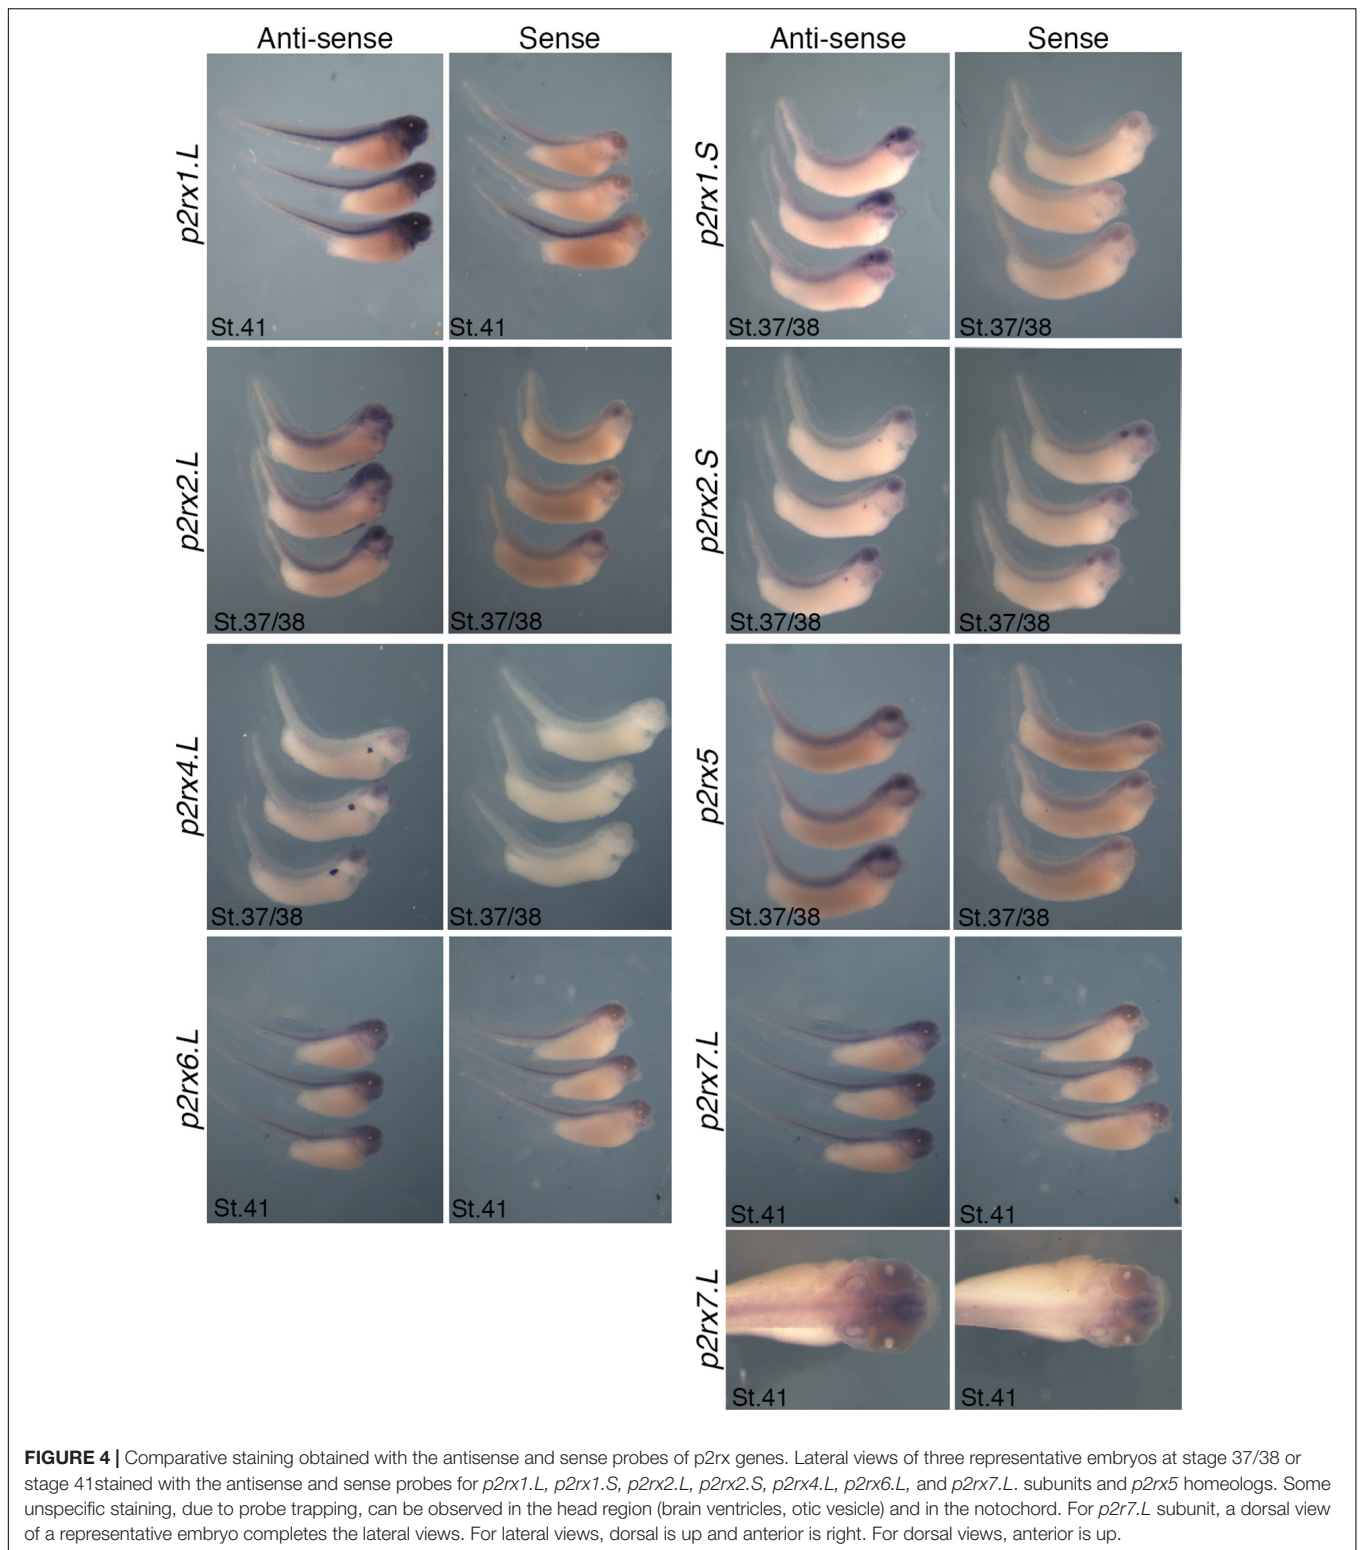 Anti-sense Sense Anti-sense Sense
p2rx1.L p2rx1.S
St.41 St.41 St.37/38 St.37/38
p2rx2.L p2rx2.S
St.37/38 St.37/38 St.37/38 St.37/38
p2rx4.L p2rx5
St.37/38 St.37/38 St.37/38 St.37/38
p2rx6.L p2rx7.L
St.41 St.41 St.41 St.41
p2rx7.L
St.41 St.41
FIGURE 4 | Comparative staining obtained with the antisense and sense probes of p2rx genes. Lateral views of three representative embryos at stage 37/38 or
stage 41stained with the antisense and sense probes for p2rx1.L, p2rx1.S, p2rx2.L, p2rx2.S, p2rx4.L, p2rx6.L, and p2rx7.L. subunits and p2rx5 homeologs. Some
unspecific staining, due to probe trapping, can be observed in the head region (brain ventricles, otic vesicle) and in the notochord. For p2r7.L subunit, a dorsal view
of a representative embryo completes the lateral views. For lateral views, dorsal is up and anterior is right. For dorsal views, anterior is up.